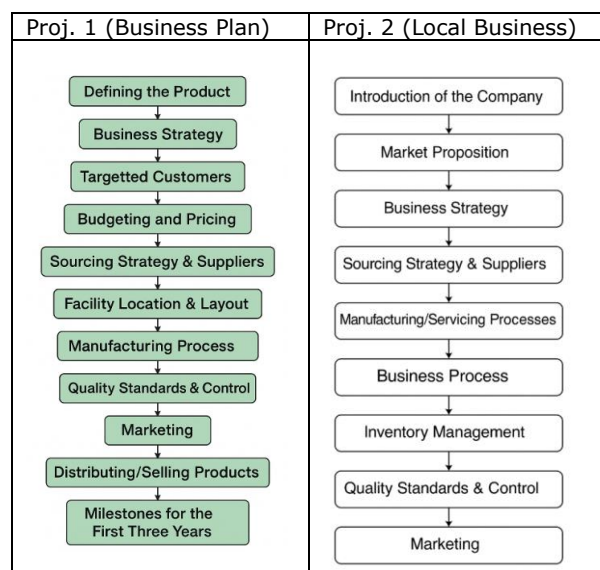 Proj. 1 (Business Plan)
Defining the Product
Business Strategy
Targetted Customers
Budgeting and Pricing
Sourcing Strategy & Suppliers
Facility Location & Layout
Manufacturing Process
Quality Standards & Control
Marketing
Distributing/Selling Products
Milestones for the
First Three Years
Proj. 2 (Local Business)
Introduction of the Company
Market Proposition
Business Strategy
Sourcing Strategy & Suppliers
Manufacturing/Servicing Processes
Business Process
Inventory Management
Quality Standards & Control
Marketing